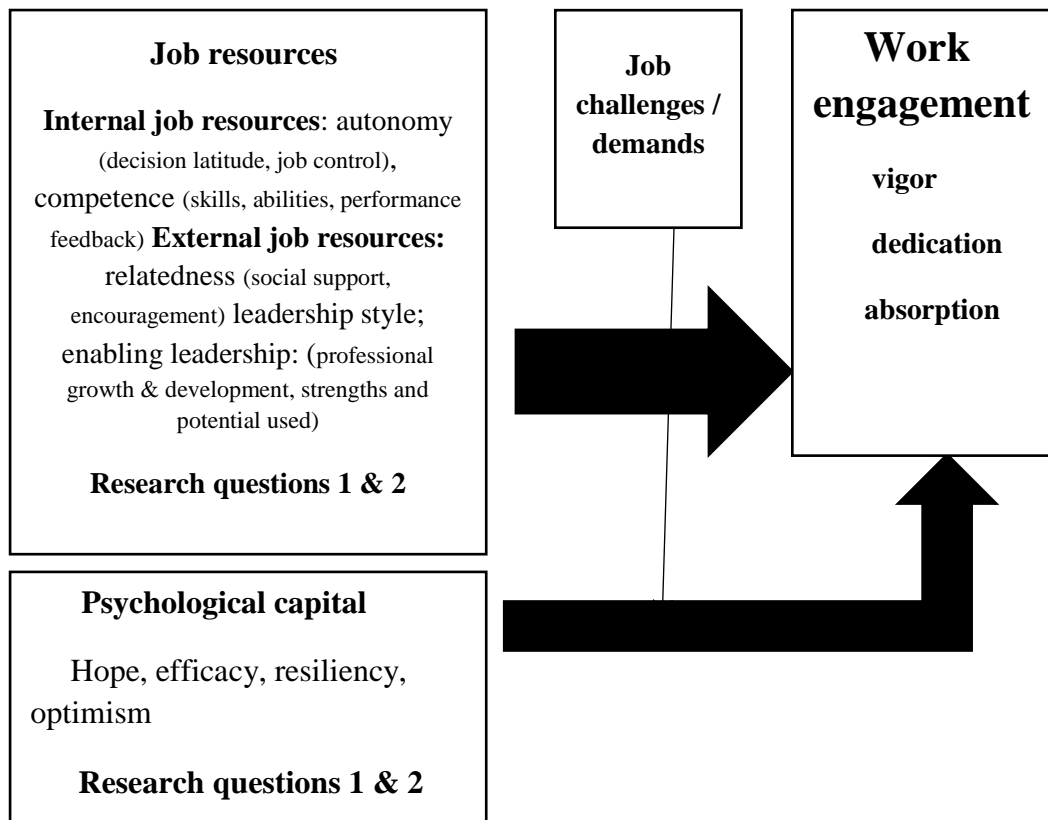 Job resources
Internal job resources: autonomy
(decision latitude, job control),
competence (skills, abilities, performance
feedback) External job resources:
relatedness (social support,
encouragement) leadership style;
enabling leadership: (professional
growth & development, strengths and
potential used)
Research questions 1 & 2
Psychological capital
Hope, efficacy, resiliency,
optimism
Research questions 1 & 2
Job
challenges /
demands
Work
engagement
vigor
dedication
absorption